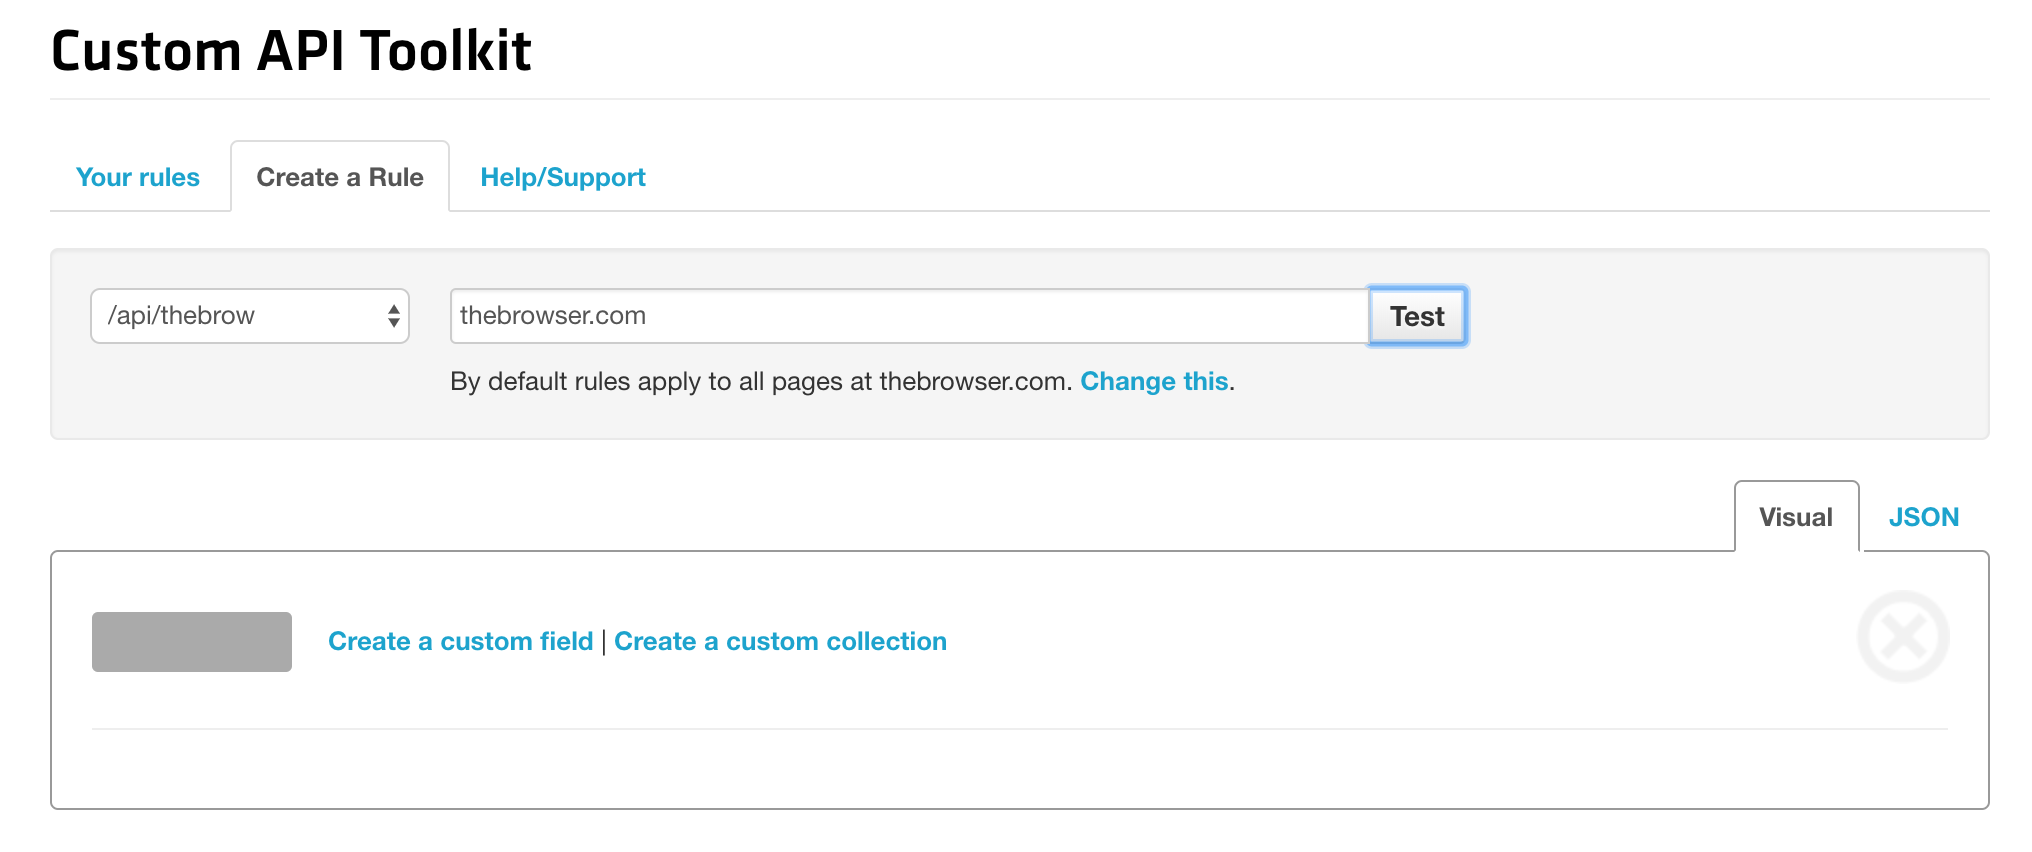 Custom API Toolkit
Your rules Create a Rule Help/Support
/api/thebrow thebrowser.com Test
By default rules apply to all pages at thebrowser.com. Change this.
Visual JSON
Create a custom field | Create a custom collection